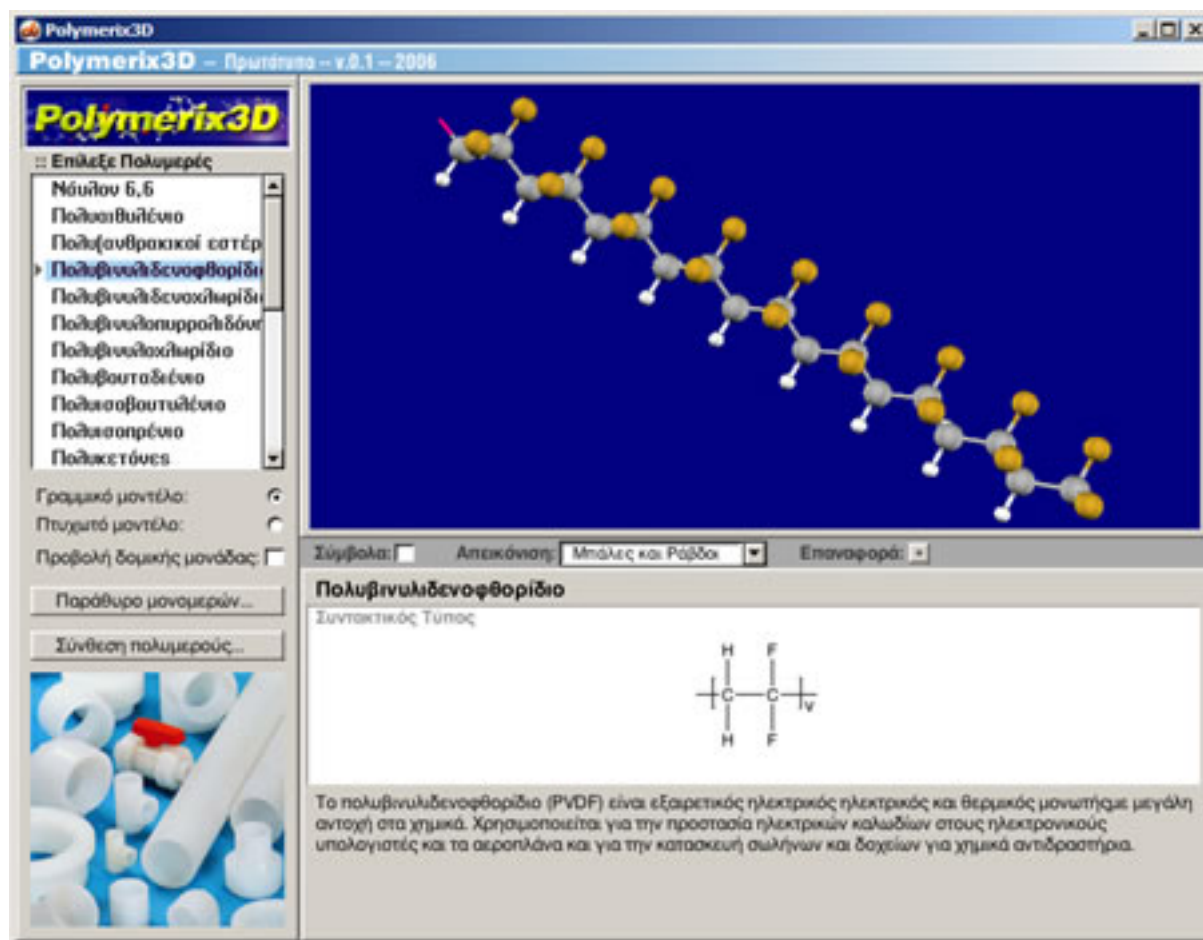 Polymerix3D
Polymerix3D – Πρωτότυπο – v.0.1 – 2006
Polymerix3D
:: Επίλεξε Πολυμερές
Νάυλον 6,6
Πολυαιθυλένιο
Πολυ(ανθρακικοί εστέρ
Πολυβινυλιδενοφθορίδι
Πολυβινυλιδενοχλωρίδι
Πολυβινυλοπυρρολιδόνη
Πολυβινυλοχλωρίδιο
Πολυβουταδιένιο
Πολυισοβουτυλένιο
Πολυισοπρένιο
Πολυκετόνες
Γραμμικό μοντέλο:
Πτυχωτό μοντέλο:
Προβολή δομικής μονάδας:
Παράθυρο μονομερών...
Σύνθεση πολυμερούς...
Σύμβολα: Απεικόνιση: Μπάλες και Ράβδοι Επαναφορά:
Πολυβινυλιδενοφθορίδιο
Συντακτικός Τύπος
H F
C C
ν
H F
Το πολυβινυλιδενοφθορίδιο (PVDF) είναι εξαιρετικός ηλεκτρικός ηλεκτρικός και θερμικός μονωτήςμε μεγάλη
αντοχή στα χημικά. Χρησιμοποιείται για την προστασία ηλεκτρικών καλωδίων στους ηλεκτρονικούς
υπολογιστές και τα αεροπλάνα και για την κατασκευή σωλήνων και δοχείων για χημικά αντιδραστήρια.